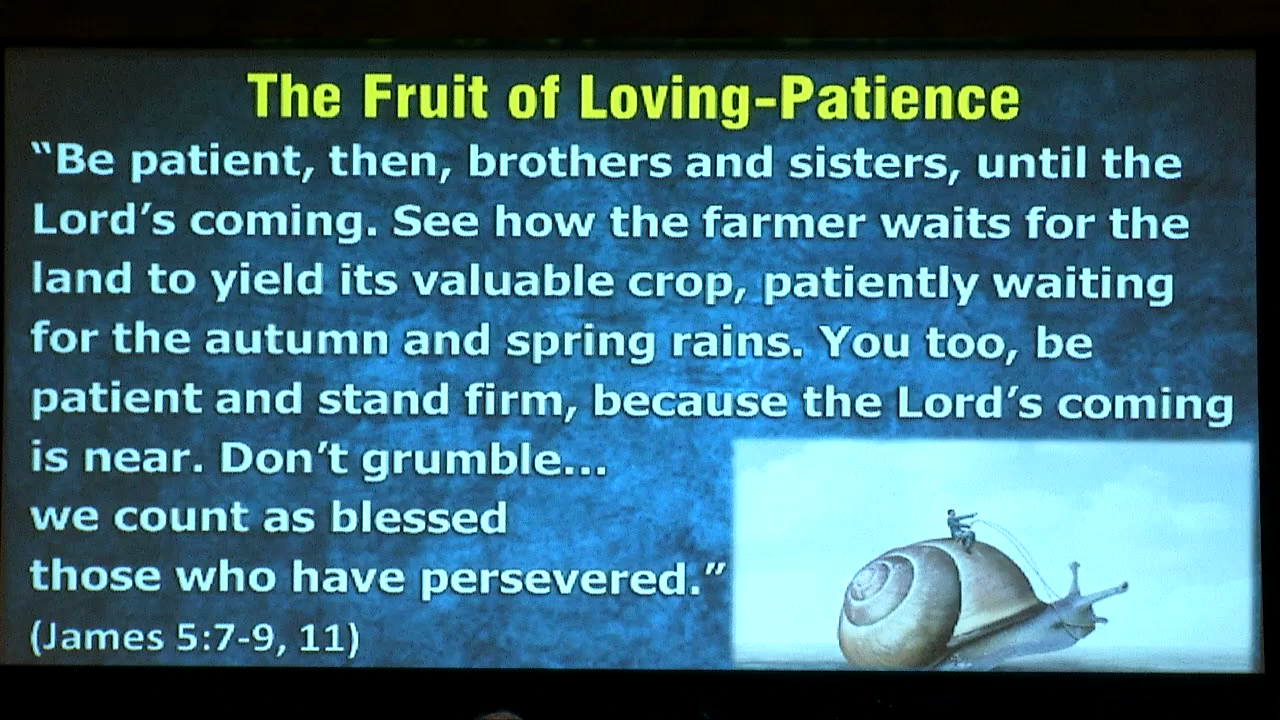 The Fruit of Loving-Patience
“Be patient, then, brothers and sisters, until the
Lord’s coming. See how the farmer waits for the
land to yield its valuable crop, patiently waiting
for the autumn and spring rains. You too, be
patient and stand firm, because the Lord’s coming
is near. Don’t grumble...
we count as blessed
those who have persevered.”
(James 5:7-9, 11)